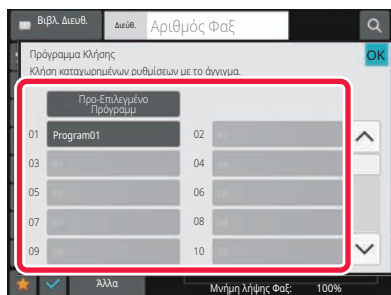 Βιβλ. Διευθ. Διεύθ. Αριθμός Φαξ
Πρόγραμμα Κλήσης OK
Κλήση καταχωρημένων ρυθμίσεων με το άγγιγμα.
Προ-Επιλεγμένο
Πρόγραμμ
01 Program01 02
03 04
05 06
07 08
09 10
Άλλα Μνήμη λήψης Φαξ: 100%